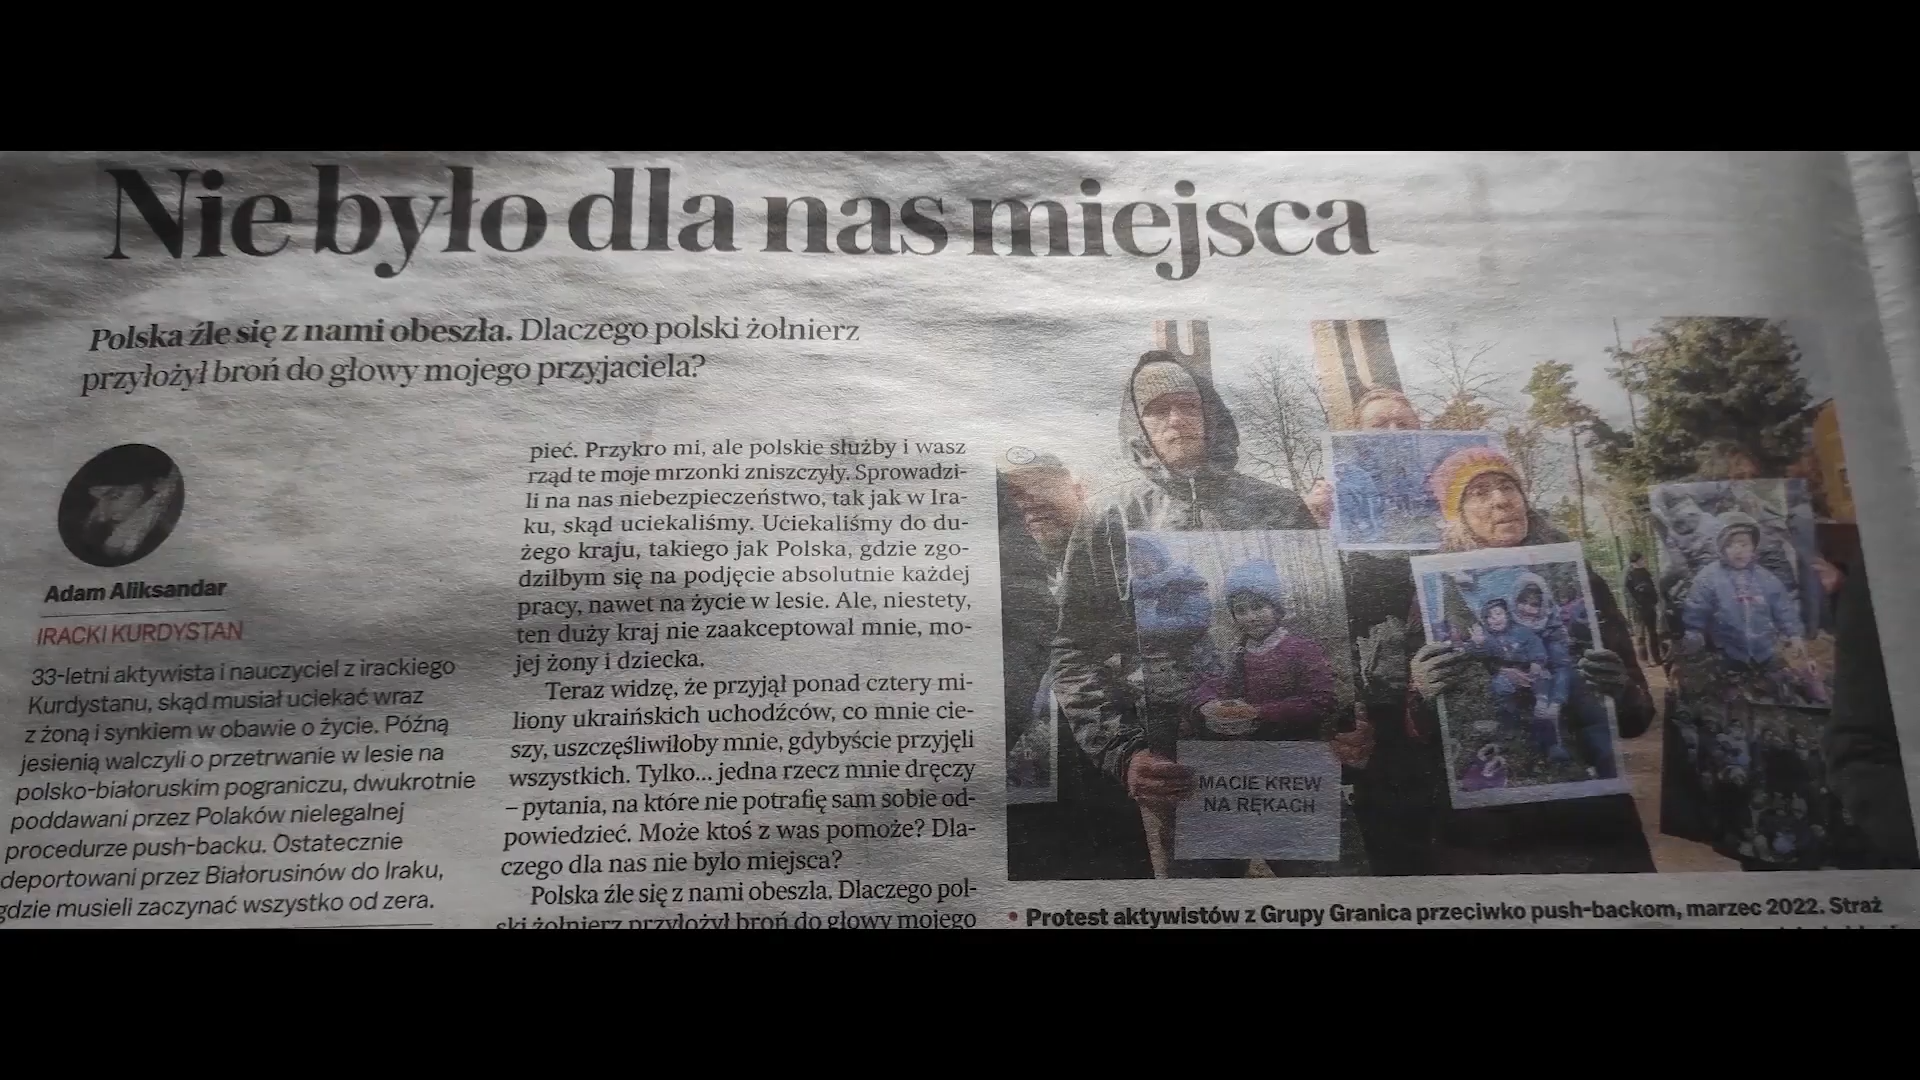 Nie było dla nas miejsca
Polska źle się z nami obeszła. Dlaczego polski żołnierz
przyłożył broń do głowy mojego przyjaciela?
Adam Aliksandar
IRACKI KURDYSTAN
33-letni aktywista i nauczyciel z irackiego
Kurdystanu, skąd musiał uciekać wraz
z żoną i synkiem w obawie o życie. Późną
jesienią walczyli o przetrwanie w lesie na
polsko-białoruskim pograniczu, dwukrotnie
poddawani przez Polaków nielegalnej
procedurze push-backu. Ostatecznie
deportowani przez Białorusinów do Iraku,
gdzie musieli zaczynać wszystko od zera.
pieć. Przykro mi, ale polskie służby i wasz
rząd te moje mrzonki zniszczyły. Sprowadzi-
li na nas niebezpieczeństwo, tak jak w Ira-
ku, skąd uciekaliśmy. Uciekaliśmy do du-
żego kraju, takiego jak Polska, gdzie zgo-
dziłbym się na podjęcie absolutnie każdej
pracy, nawet na życie w lesie. Ale, niestety,
ten duży kraj nie zaakceptował mnie, mo-
jej żony i dziecka.
Teraz widzę, że przyjął ponad cztery mi-
liony ukraińskich uchodźców, co mnie cie-
szy, uszczęśliwiłoby mnie, gdybyście przyjęli
wszystkich. Tylko... jedna rzecz mnie dręczy
– pytania, na które nie potrafię sam sobie od-
powiedzieć. Może ktoś z was pomoże? Dla-
czego dla nas nie było miejsca?
Polska źle się z nami obeszła. Dlaczego pol-
ski żołnierz przyłożył broń do głowy mojego
MACIE KREW
NA RĘKACH
• Protest aktywistów z Grupy Granica przeciwko push-backom, marzec 2022. Straż